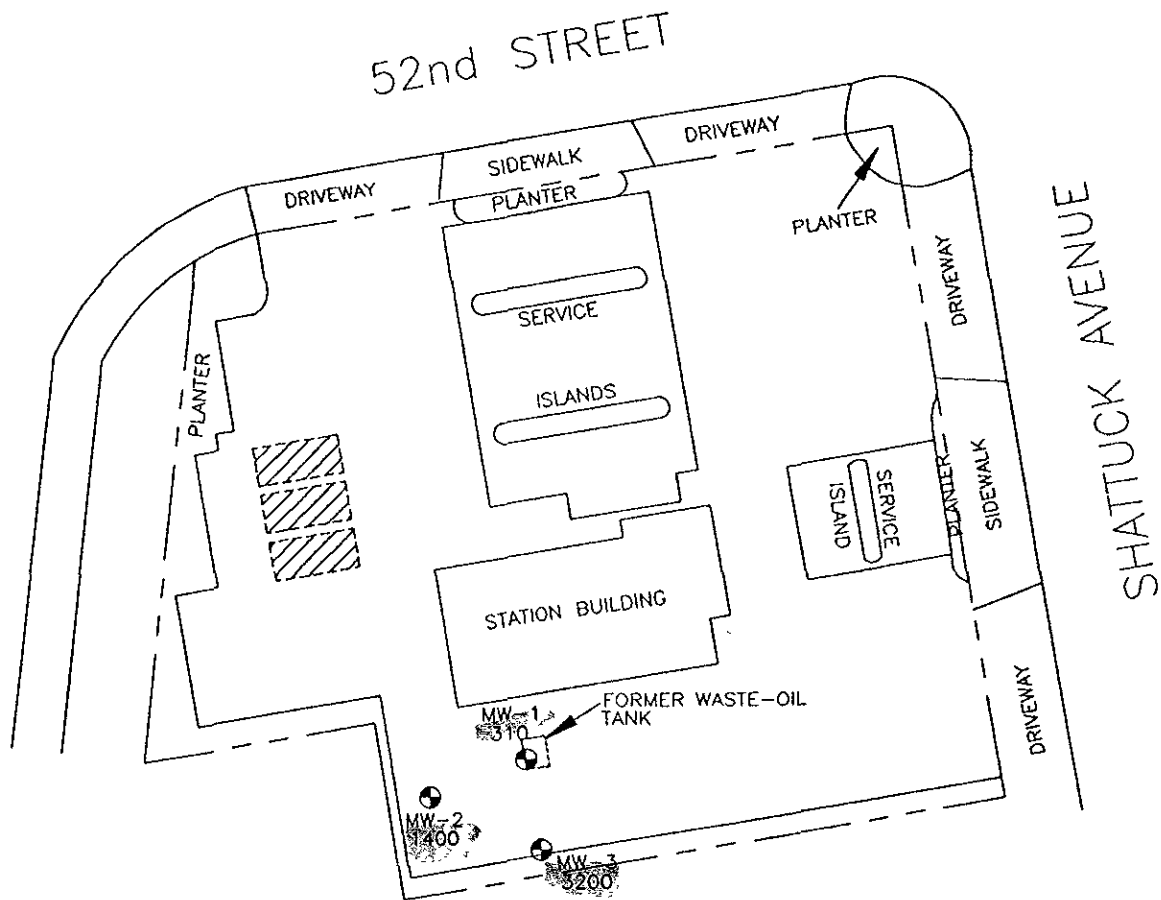 52nd STREET
DRIVEWAY
SIDEWALK
DRIVEWAY
PLANTER
PLANTER
SHATTUCK AVENUE
DRIVEWAY
SERVICE
ISLANDS
PLANTER
PLANTER
SIDEWALK
SERVICE
ISLAND
STATION BUILDING
DRIVEWAY
FORMER WASTE-OIL
TANK
MW-1
310
MW-2
1400
MW-3
3200